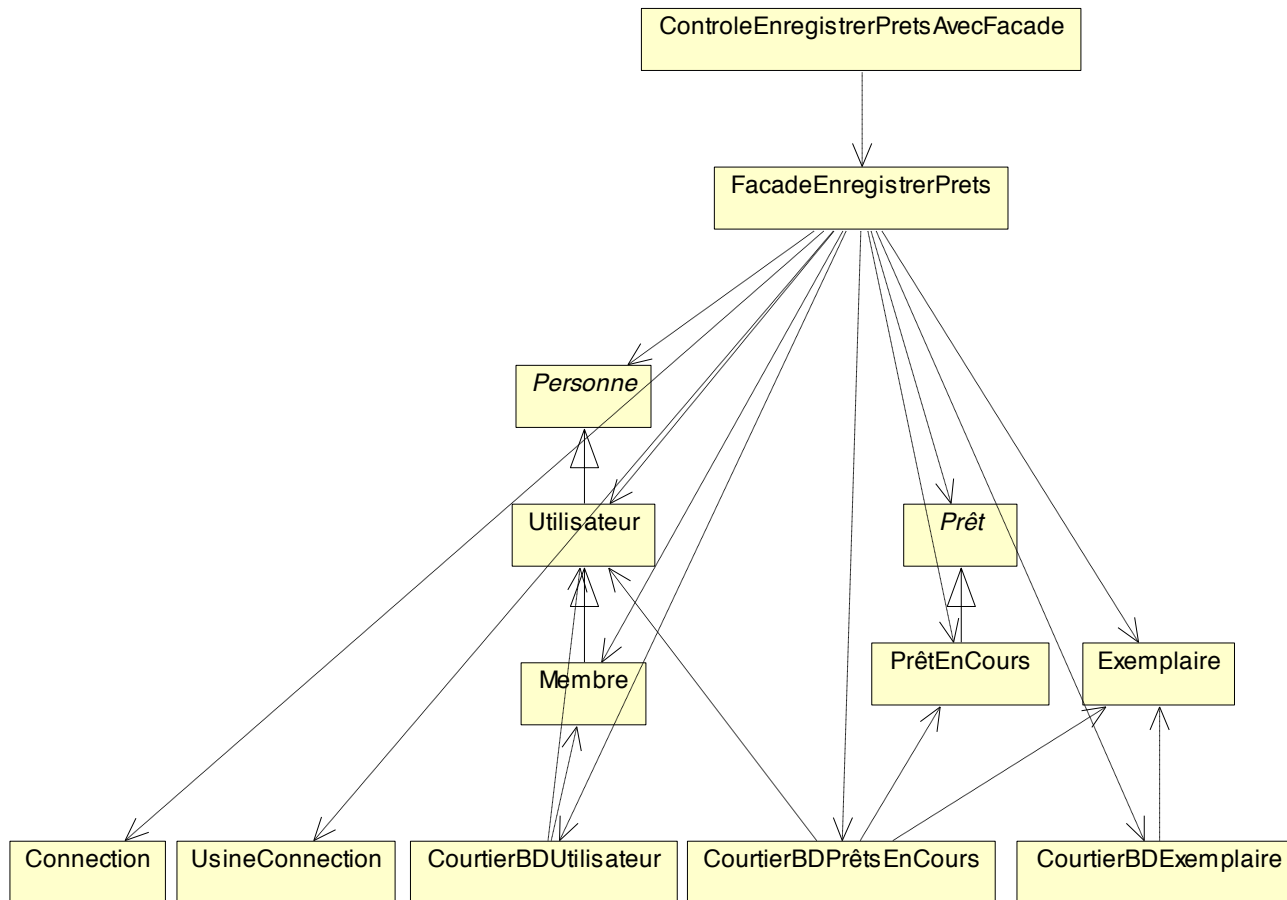 ControleEnregistrerPretsAvecFacade
FacadeEnregistrerPrets
Personne
Utilisateur
Prêt
Membre
PrêtEnCours
Exemplaire
Connection
UsineConnection
CourtierBDUtilisateur
CourtierBDPrêtsEnCours
CourtierBDExemplaire